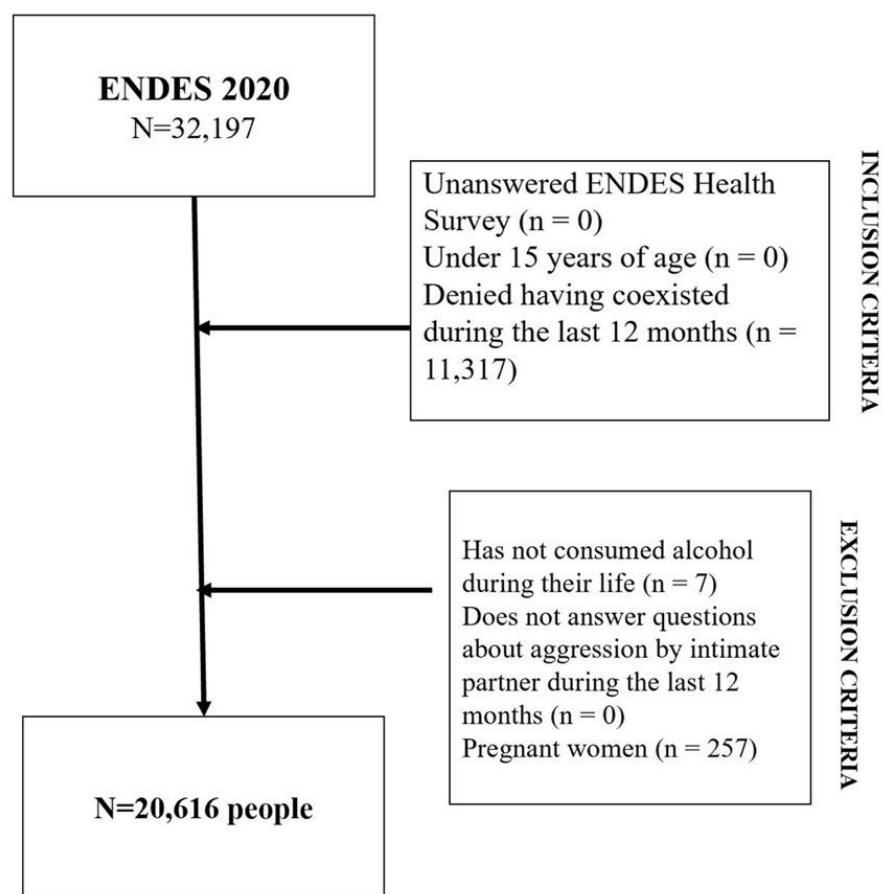 ENDES 2020
N=32,197
Unanswered ENDES Health
Survey (n = 0)
Under 15 years of age (n = 0)
Denied having coexisted
during the last 12 months (n =
11,317)
INCLUSION CRITERIA
Has not consumed alcohol
during their life (n = 7)
Does not answer questions
about aggression by intimate
partner during the last 12
months (n = 0)
Pregnant women (n = 257)
EXCLUSION CRITERIA
N=20,616 people